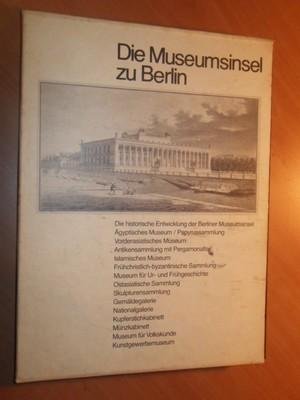 Die Museumsinsel
zu Berlin
Die historische Entwicklung der Berliner Museumsinsel
Ägyptisches Museum / Papyrussammlung
Vorderasiatisches Museum
Antikensammlung mit Pergamonaltar
Islamisches Museum
Frühchristlich-byzantinische Sammlung
Museum für Ur- und Frühgeschichte
Ostasiatische Sammlung
Skulpturensammlung
Gemäldegalerie
Nationalgalerie
Kupferstichkabinett
Münzkabinett
Museum für Volkskunde
Kunstgewerbemuseum